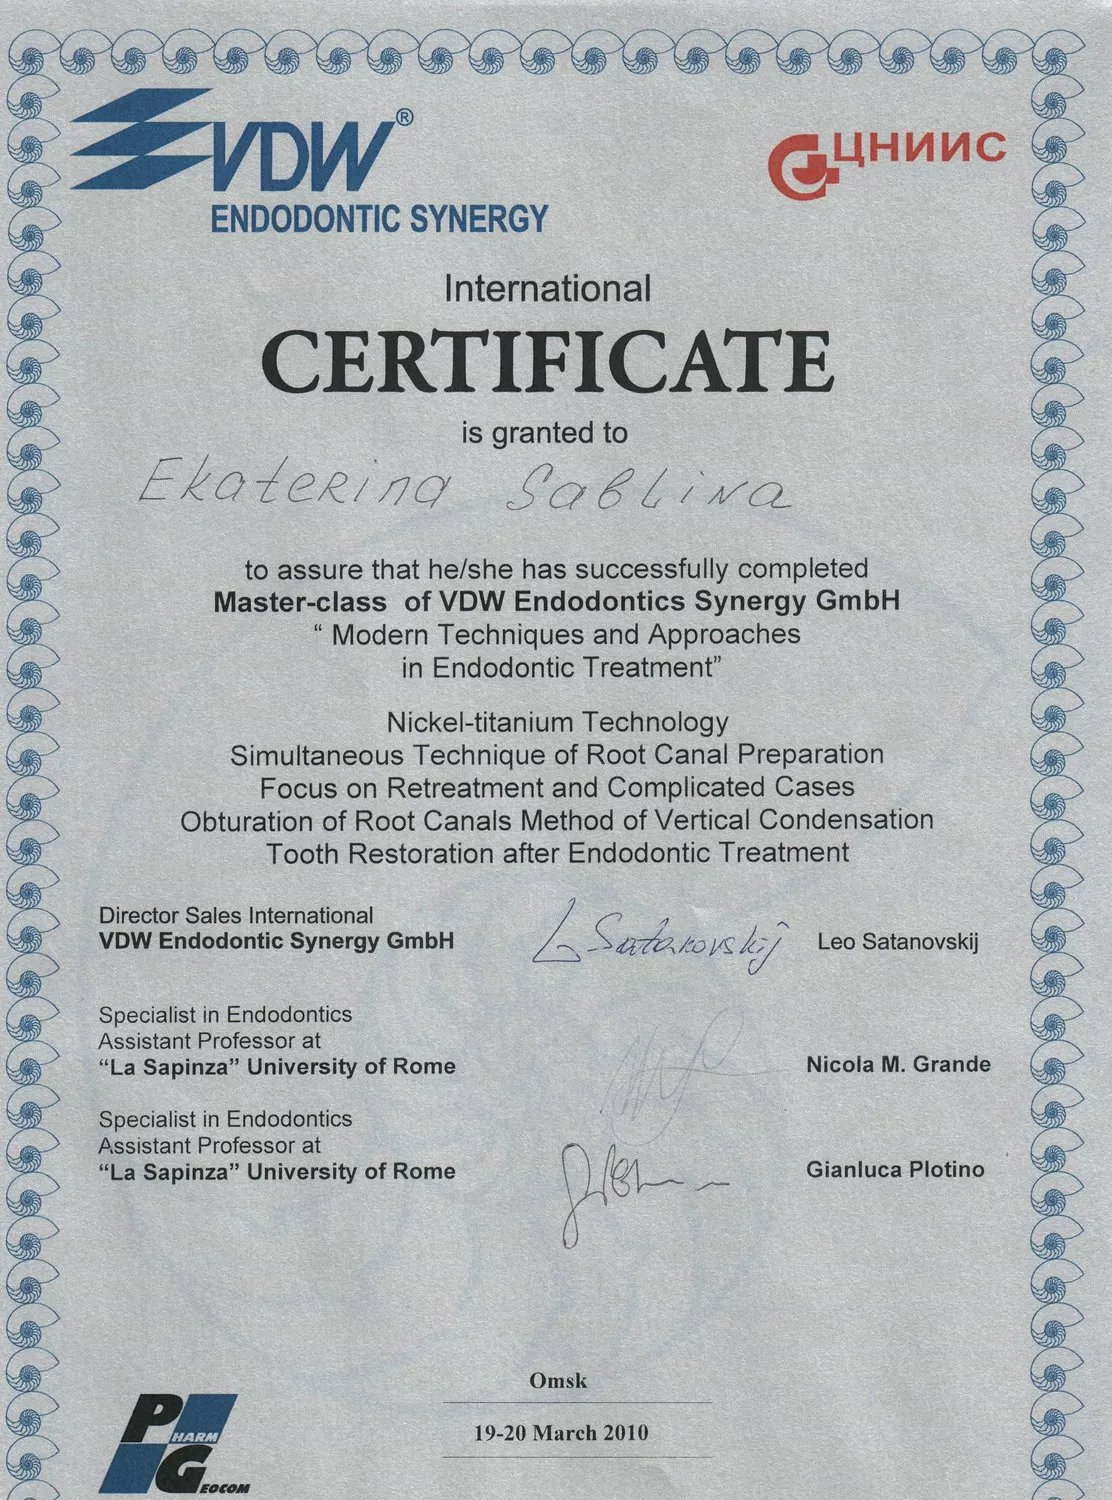 VDW®
ENDODONTIC SYNERGY
ЦНИИС
International
CERTIFICATE
is granted to
Ekaterina Sablina
to assure that he/she has successfully completed
Master-class of VDW Endodontics Synergy GmbH
“ Modern Techniques and Approaches
in Endodontic Treatment”
Nickel-titanium Technology
Simultaneous Technique of Root Canal Preparation
Focus on Retreatment and Complicated Cases
Obturation of Root Canals Method of Vertical Condensation
Tooth Restoration after Endodontic Treatment
Director Sales International
VDW Endodontic Synergy GmbH
L Satanovskij
Leo Satanovskij
Specialist in Endodontics
Assistant Professor at
“La Sapinza” University of Rome
Nicola M. Grande
Specialist in Endodontics
Assistant Professor at
“La Sapinza” University of Rome
Gianluca Plotino
Omsk
19-20 March 2010
PHARM
GEOCOM